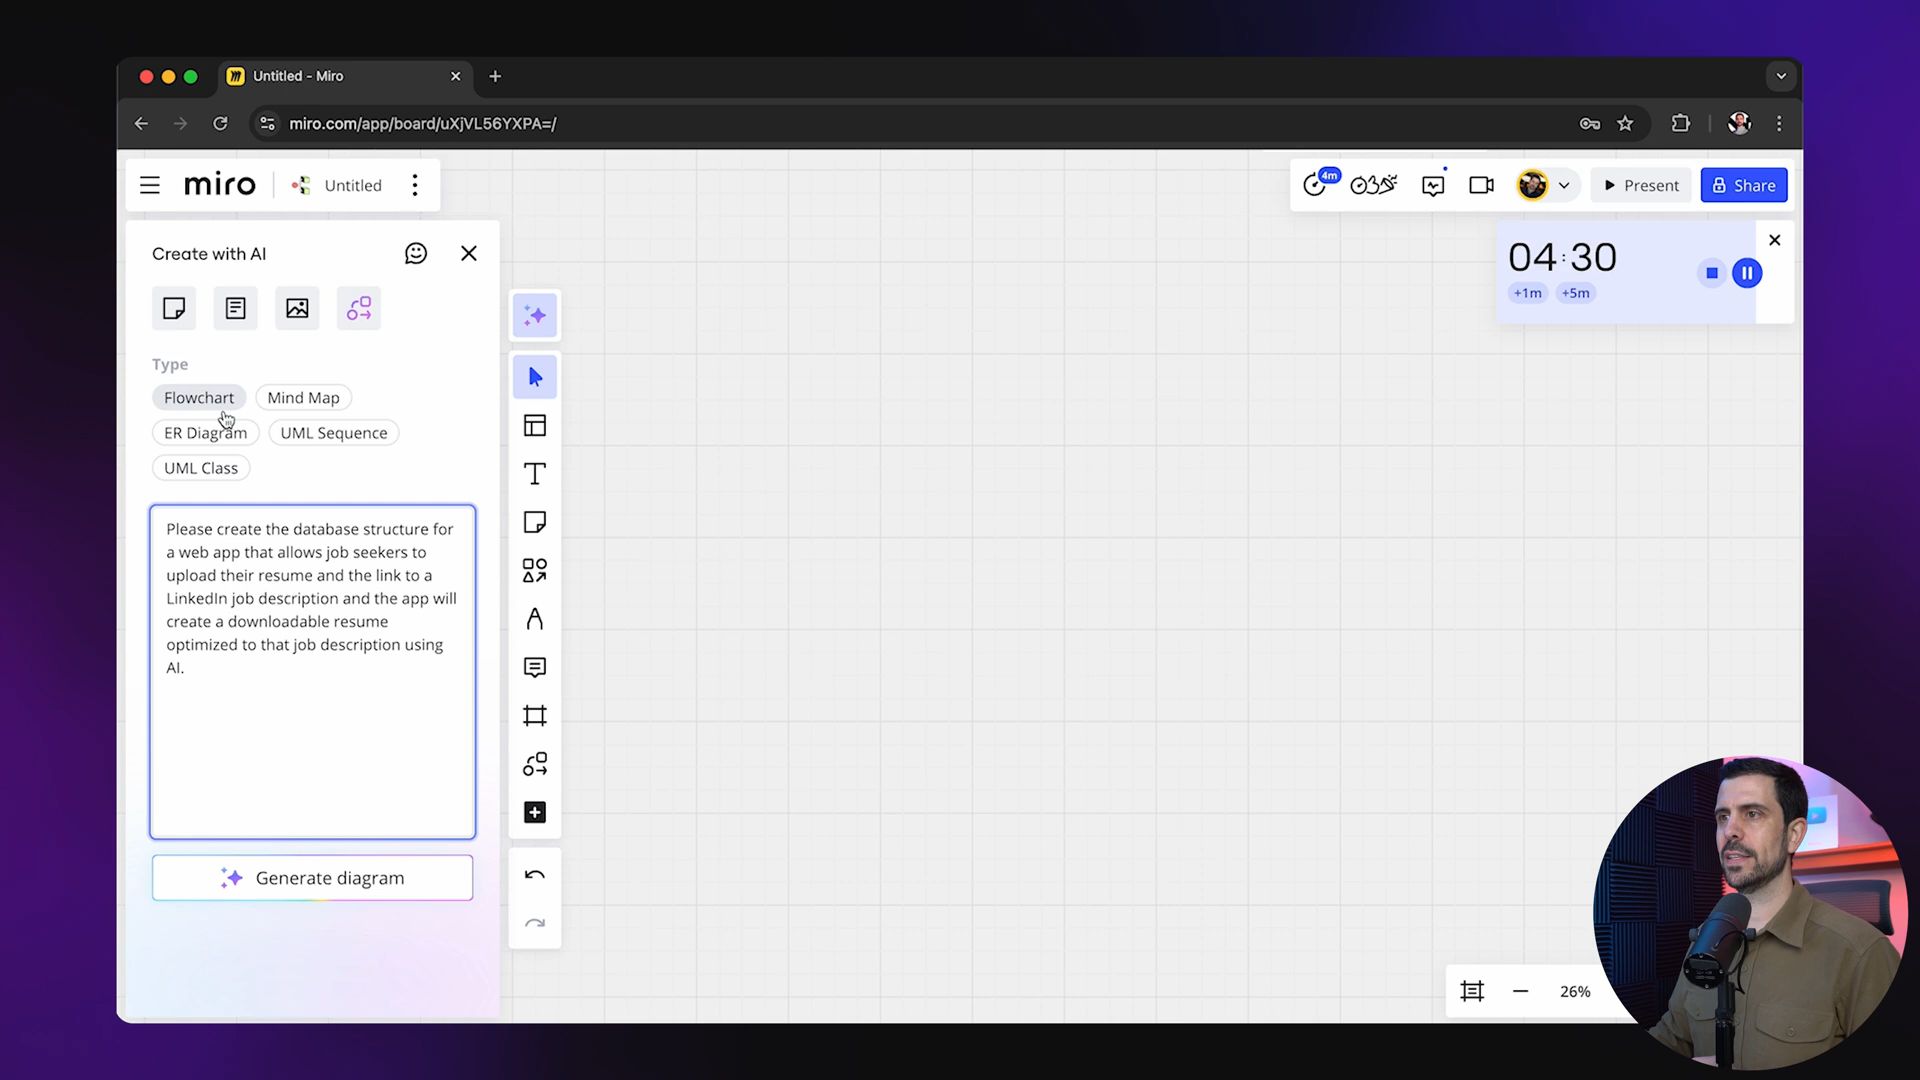 Untitled - Miro
miro.com/app/board/uXjVL56YXPA=/
miro
Untitled
4m
Present
Share
Create with AI
04:30
+1m
+5m
Type
Flowchart
Mind Map
ER Diagram
UML Sequence
UML Class
Please create the database structure for
a web app that allows job seekers to
upload their resume and the link to a
LinkedIn job description and the app will
create a downloadable resume
optimized to that job description using
AI.
Generate diagram
26%